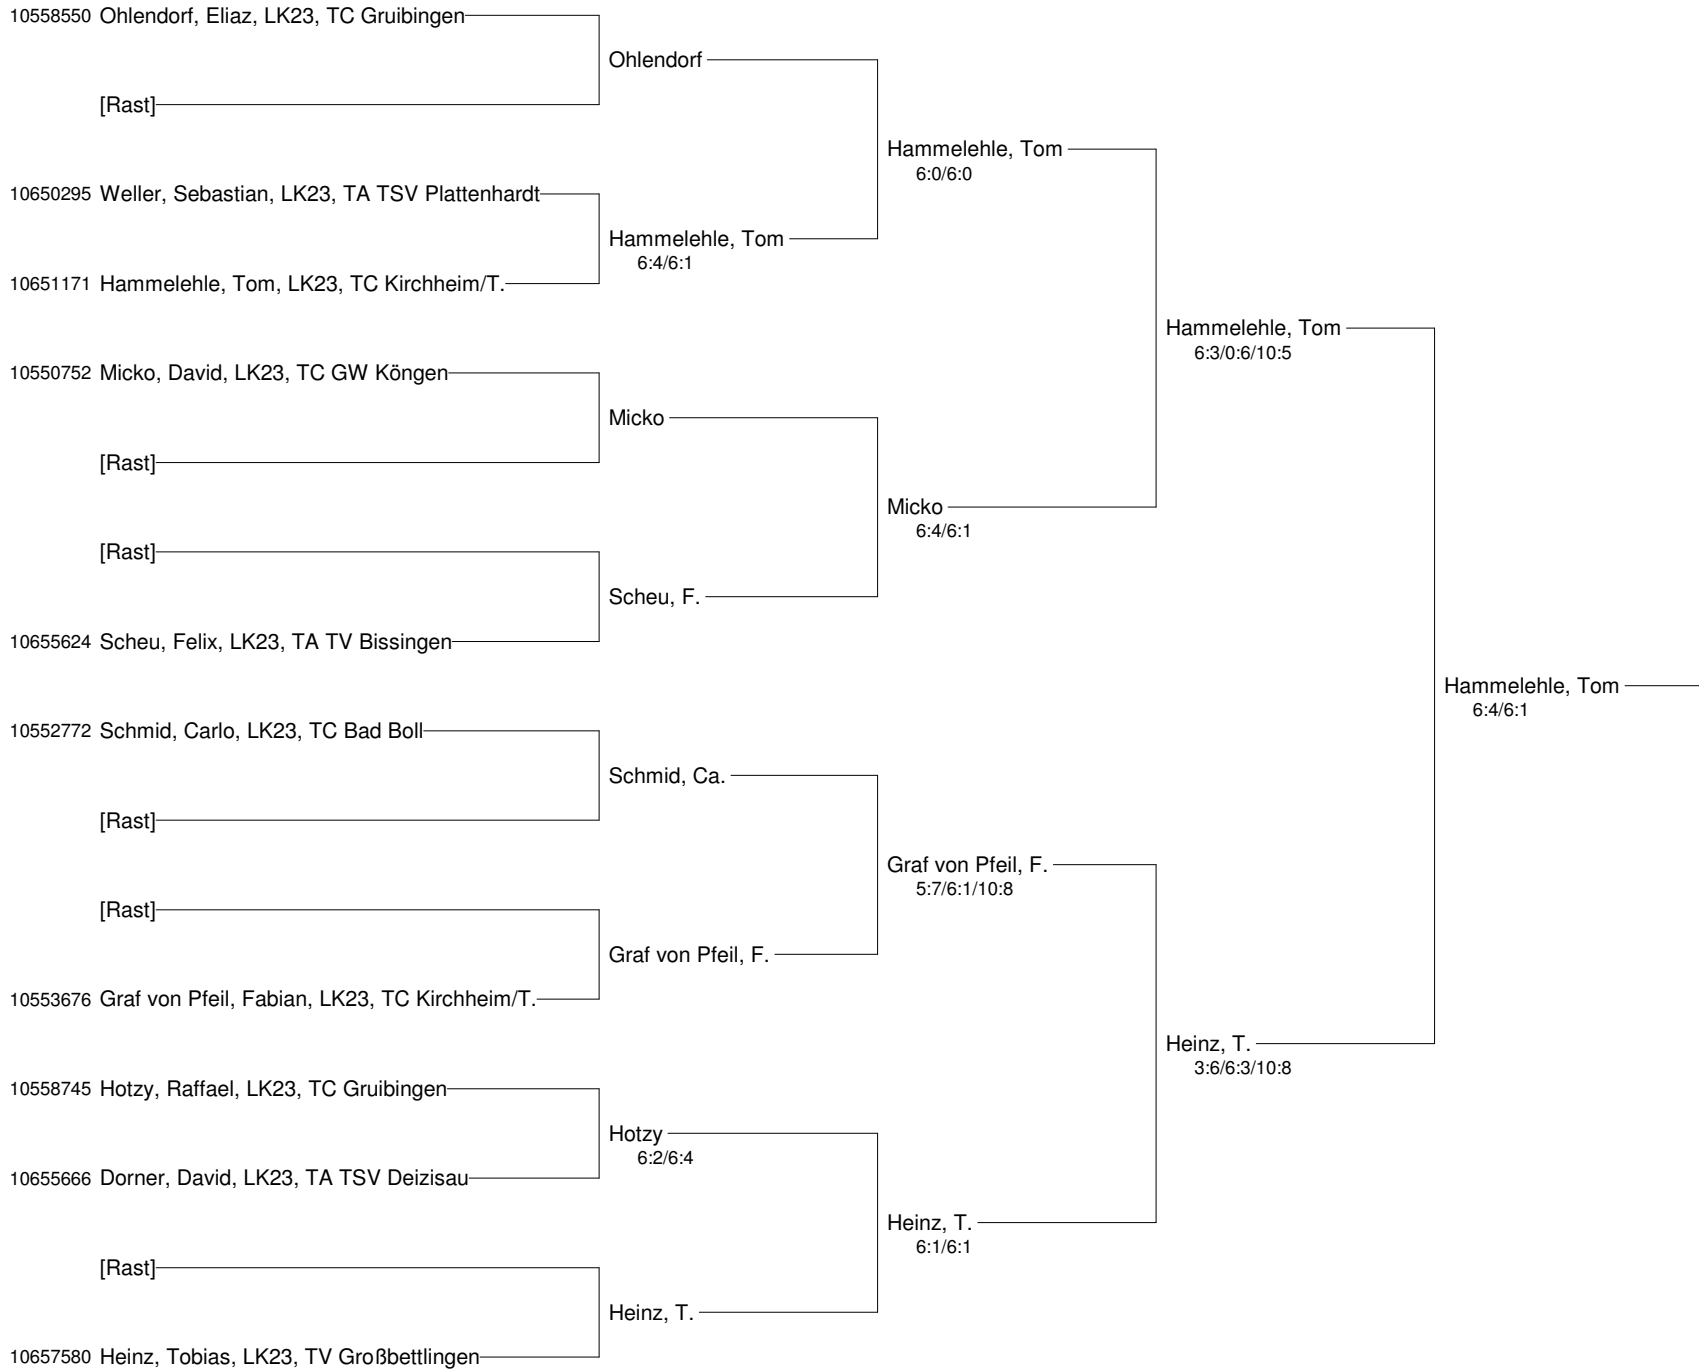 10558550 Ohlendorf, Eliaz, LK23, TC Gruibingen
Ohlendorf
[Rast]
Hammelehle, Tom
6:0/6:0
10650295 Weller, Sebastian, LK23, TA TSV Plattenhardt
Hammelehle, Tom
6:4/6:1
10651171 Hammelehle, Tom, LK23, TC Kirchheim/T.
Hammelehle, Tom
6:3/0:6/10:5
10550752 Micko, David, LK23, TC GW Köngen
Micko
[Rast]
Micko
6:4/6:1
[Rast]
Scheu, F.
10655624 Scheu, Felix, LK23, TA TV Bissingen
Hammelehle, Tom
6:4/6:1
10552772 Schmid, Carlo, LK23, TC Bad Boll
Schmid, Ca.
[Rast]
Graf von Pfeil, F.
5:7/6:1/10:8
[Rast]
Graf von Pfeil, F.
10553676 Graf von Pfeil, Fabian, LK23, TC Kirchheim/T.
Heinz, T.
3:6/6:3/10:8
10558745 Hotzy, Raffael, LK23, TC Gruibingen
Hotzy
6:2/6:4
10655666 Dorner, David, LK23, TA TSV Deizisau
Heinz, T.
6:1/6:1
[Rast]
Heinz, T.
10657580 Heinz, Tobias, LK23, TV Großbettlingen